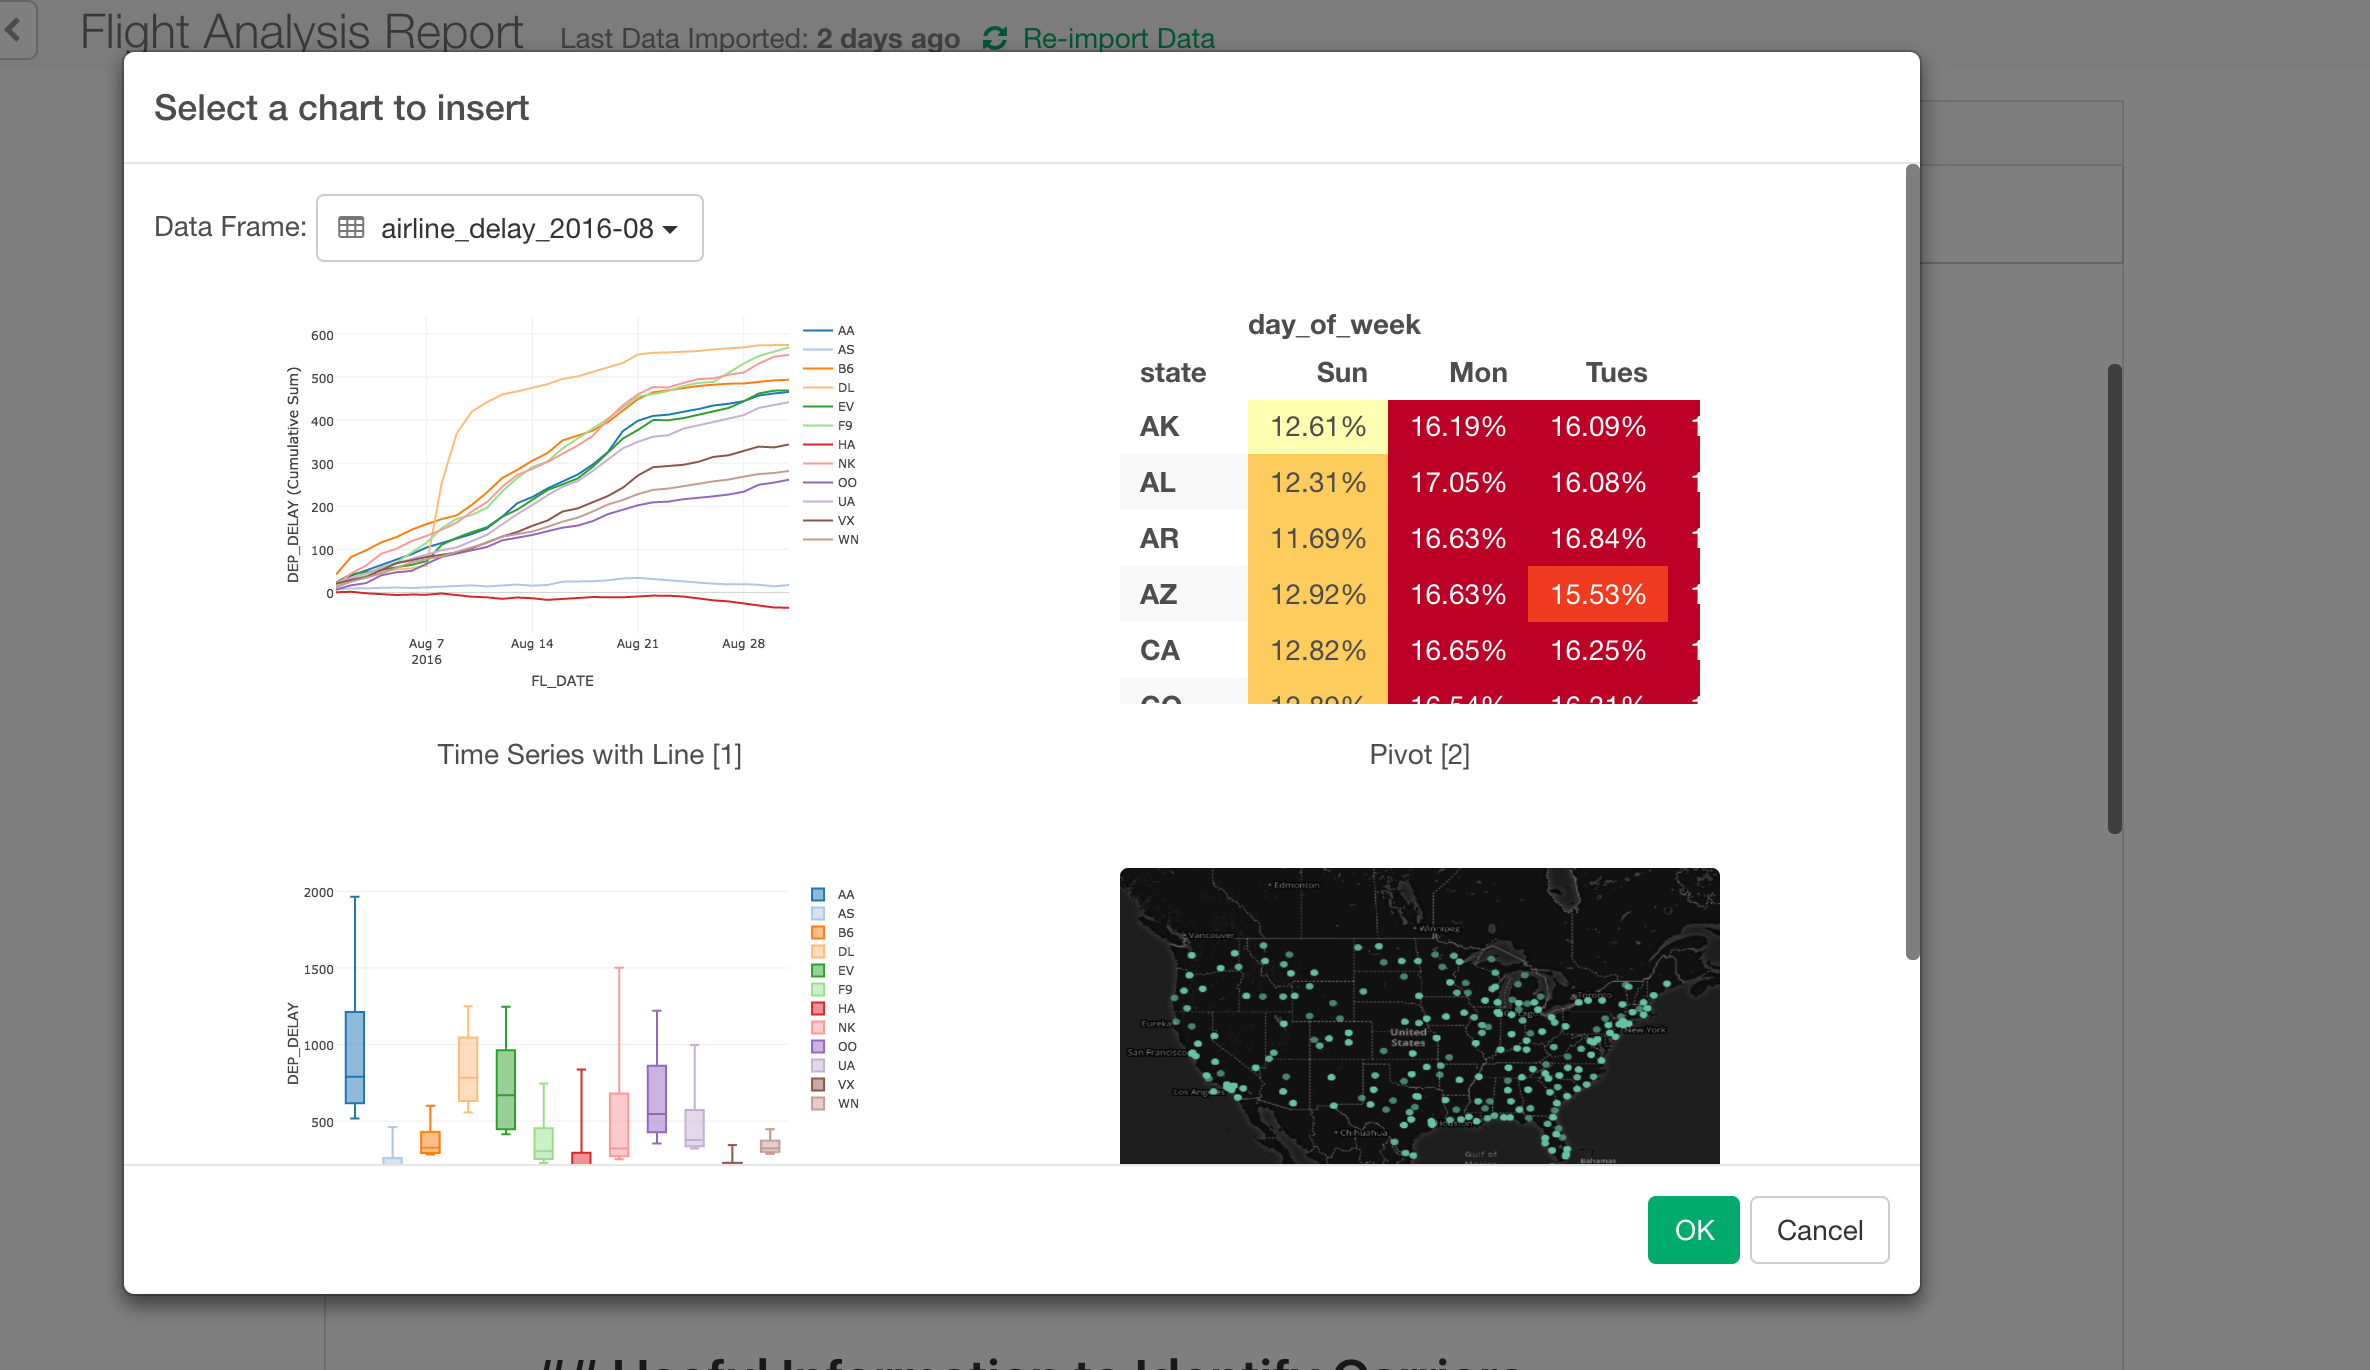 Flight Analysis Report Last Data Imported: 2 days ago Re-import Data
Select a chart to insert
Data Frame: airline_delay_2016-08
DEP_DELAY (Cumulative Sum)
600
500
400
300
200
100
0
Aug 7 Aug 14 Aug 21 Aug 28
2016
FL_DATE
AA
AS
B6
DL
EV
F9
HA
NK
OO
UA
VX
WN
Time Series with Line [1]
day_of_week
state Sun Mon Tues
AK 12.61% 16.19% 16.09%
AL 12.31% 17.05% 16.08%
AR 11.69% 16.63% 16.84%
AZ 12.92% 16.63% 15.53%
CA 12.82% 16.65% 16.25%
Pivot [2]
DEP_DELAY
2000
1500
1000
500
AA
AS
B6
DL
EV
F9
HA
NK
OO
UA
VX
WN
Edmonton
Vancouver
Winnipeg
Toronto
Eureka
New York
United
States
San Francisco
Los Angeles
Houston
Chihuahua
Gulf of
Bahamas
OK Cancel
## Useful Information to Identify Carriers